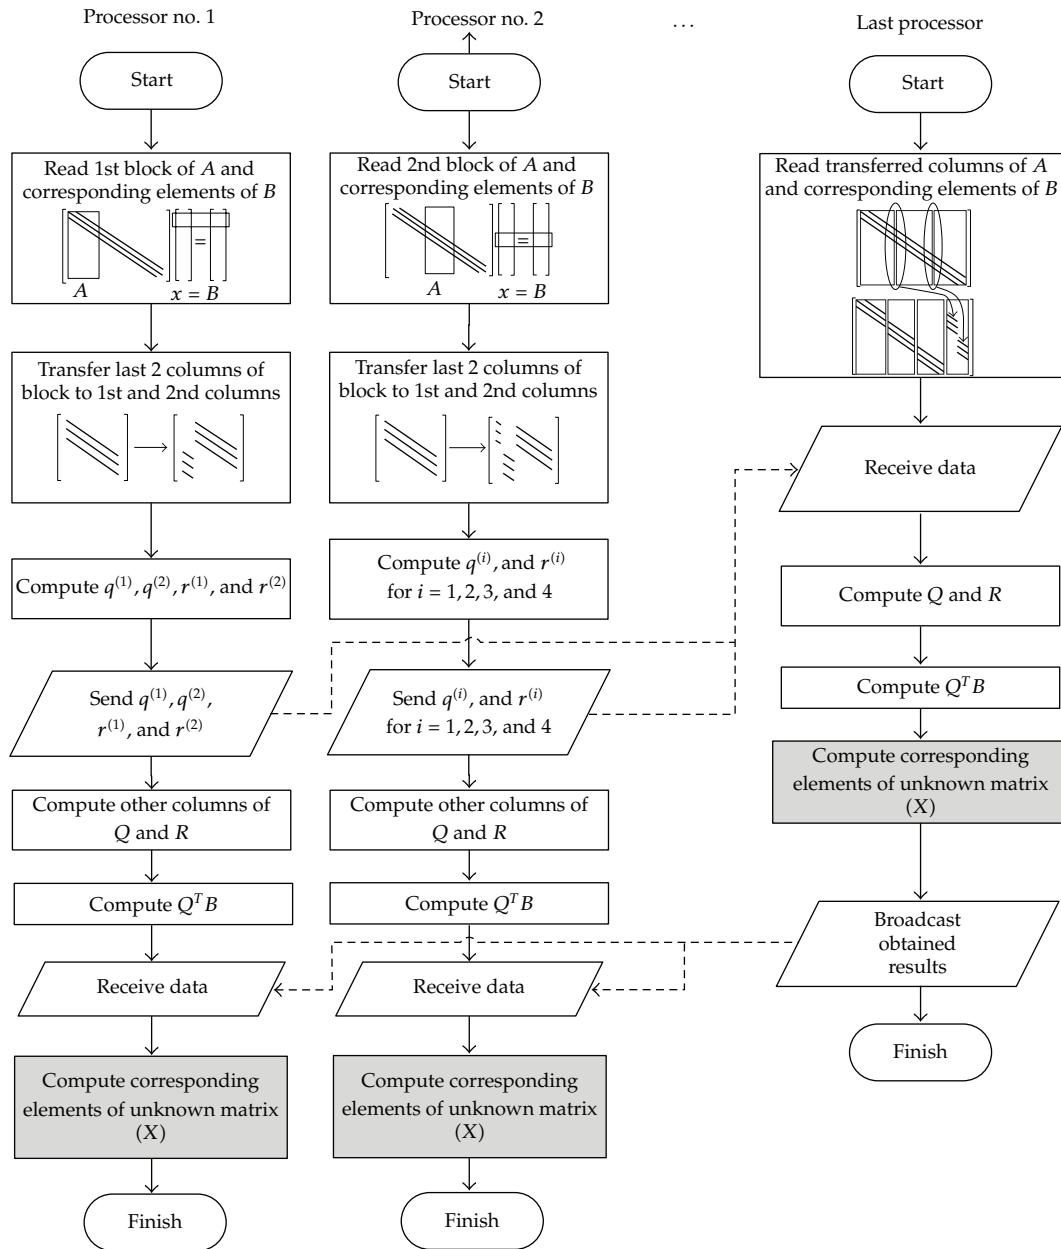 Processor no. 1
Start
Read 1st block of A and
corresponding elements of B
=
A
x = B
Transfer last 2 columns of
block to 1st and 2nd columns
Compute q^(1), q^(2), r^(1), and r^(2)
Send q^(1), q^(2),
r^(1), and r^(2)
Compute other columns of
Q and R
Compute Q^T B
Receive data
Compute corresponding
elements of unknown matrix
(X)
Finish
Processor no. 2
Start
Read 2nd block of A and
corresponding elements of B
=
A
x = B
Transfer last 2 columns of
block to 1st and 2nd columns
Compute q^(i), and r^(i)
for i = 1, 2, 3, and 4
Send q^(i), and r^(i)
for i = 1, 2, 3, and 4
Compute other columns of
Q and R
Compute Q^T B
Receive data
Compute corresponding
elements of unknown matrix
(X)
Finish
...
Last processor
Start
Read transferred columns of A
and corresponding elements of B
Receive data
Compute Q and R
Compute Q^T B
Compute corresponding
elements of unknown matrix
(X)
Broadcast
obtained
results
Finish